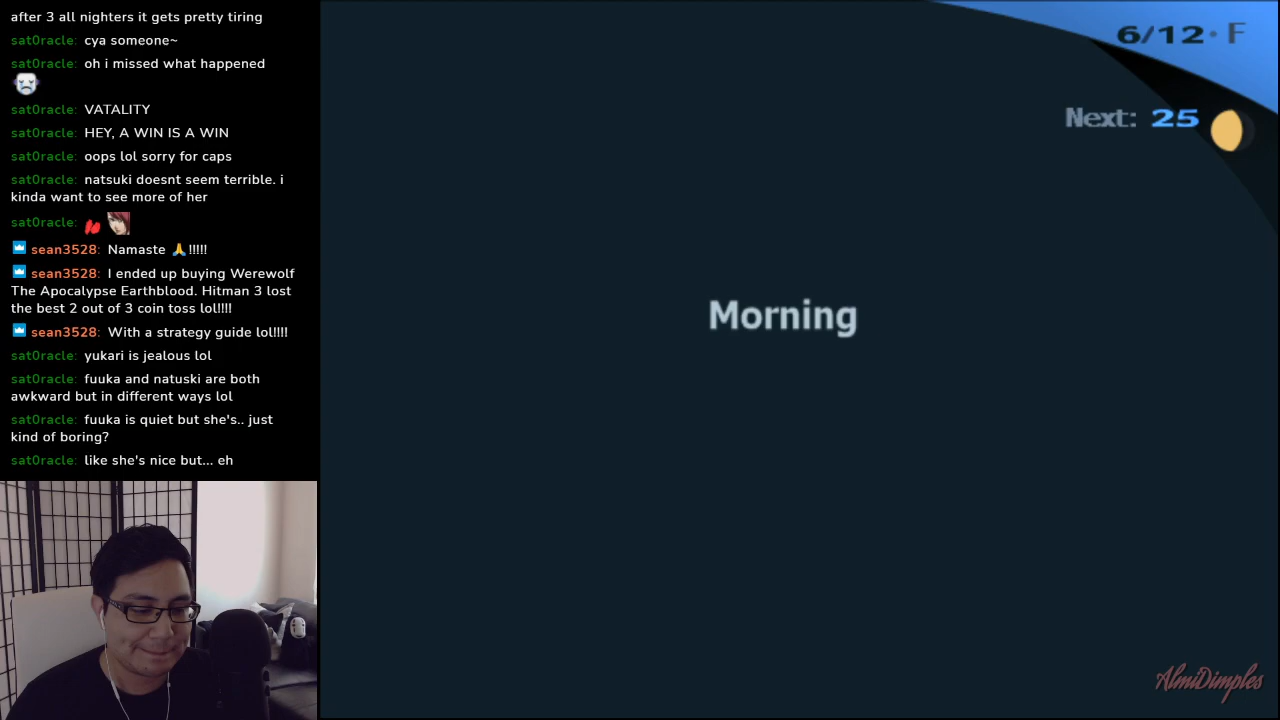 after 3 all nighters it gets pretty tiring
sat0racle: cya someone~
sat0racle: oh i missed what happened
sat0racle: VATALITY
sat0racle: HEY, A WIN IS A WIN
sat0racle: oops lol sorry for caps
sat0racle: natsuki doesnt seem terrible. i
kinda want to see more of her
sat0racle:
sean3528: Namaste 🙏!!!!!
sean3528: I ended up buying Werewolf
The Apocalypse Earthblood. Hitman 3 lost
the best 2 out of 3 coin toss lol!!!!
sean3528: With a strategy guide lol!!!!
sat0racle: yukari is jealous lol
sat0racle: fuuka and natuski are both
awkward but in different ways lol
sat0racle: fuuka is quiet but she's.. just
kind of boring?
sat0racle: like she's nice but... eh
6/12· F
Next: 25
Morning
AlmiDimples